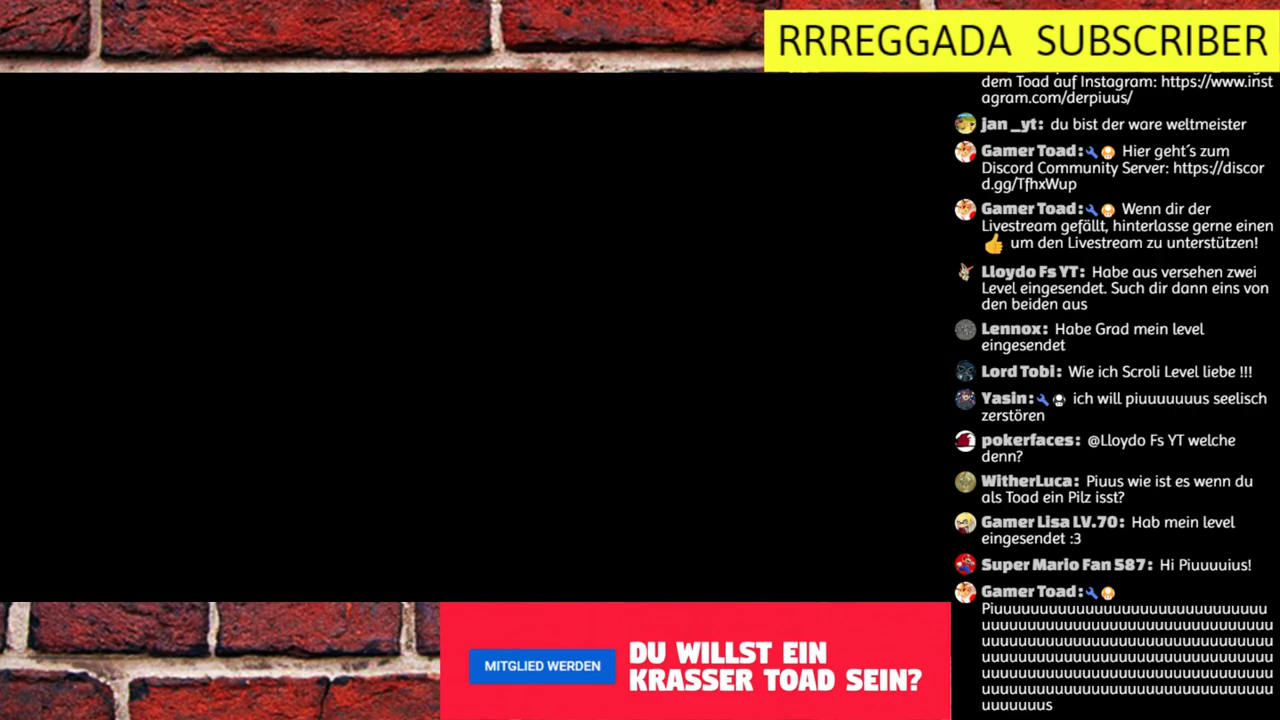 RRREGGADA SUBSCRIBER
dem Toad auf Instagram: https://www.inst
agram.com/derpiuus/
jan _yt: du bist der ware weltmeister
Gamer Toad: Hier geht´s zum
Discord Community Server: https://discor
d.gg/TfhxWup
Gamer Toad: Wenn dir der
Livestream gefällt, hinterlasse gerne einen
👍 um den Livestream zu unterstützen!
Lloydo Fs YT: Habe aus versehen zwei
Level eingesendet. Such dir dann eins von
den beiden aus
Lennox: Habe Grad mein level
eingesendet
Lord Tobi: Wie ich Scroli Level liebe !!!
Yasin: ich will piuuuuuuus seelisch
zerstören
pokerfaces: @Lloydo Fs YT welche
denn?
WitherLuca: Piuus wie ist es wenn du
als Toad ein Pilz isst?
Gamer Lisa LV.70: Hab mein level
eingesendet :3
Super Mario Fan 587: Hi Piuuuuius!
Gamer Toad:
Piuuuuuuuuuuuuuuuuuuuuuuuuuuuuu
uuuuuuuuuuuuuuuuuuuuuuuuuuuuuuuu
uuuuuuuuuuuuuuuuuuuuuuuuuuuuuuuu
uuuuuuuuuuuuuuuuuuuuuuuuuuuuuuuu
uuuuuuuuuuuuuuuuuuuuuuuuuuuuuuuu
uuuuuuuuuuuuuuuuuuuuuuuuuuuuuuuu
uuuuuuus
MITGLIED WERDEN
DU WILLST EIN
KRASSER TOAD SEIN?